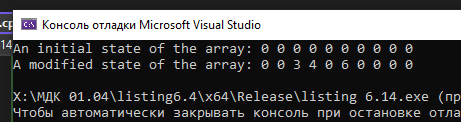 .cp
Консоль отладки Microsoft Visual Studio
14
An initial state of the array: 0 0 0 0 0 0 0 0 0 0
A modified state of the array: 0 0 3 4 0 6 0 0 0 0
X:\МДК 01.04\listing6.4\x64\Release\listing 6.14.exe (пр
Чтобы автоматически закрывать консоль при остановке отла